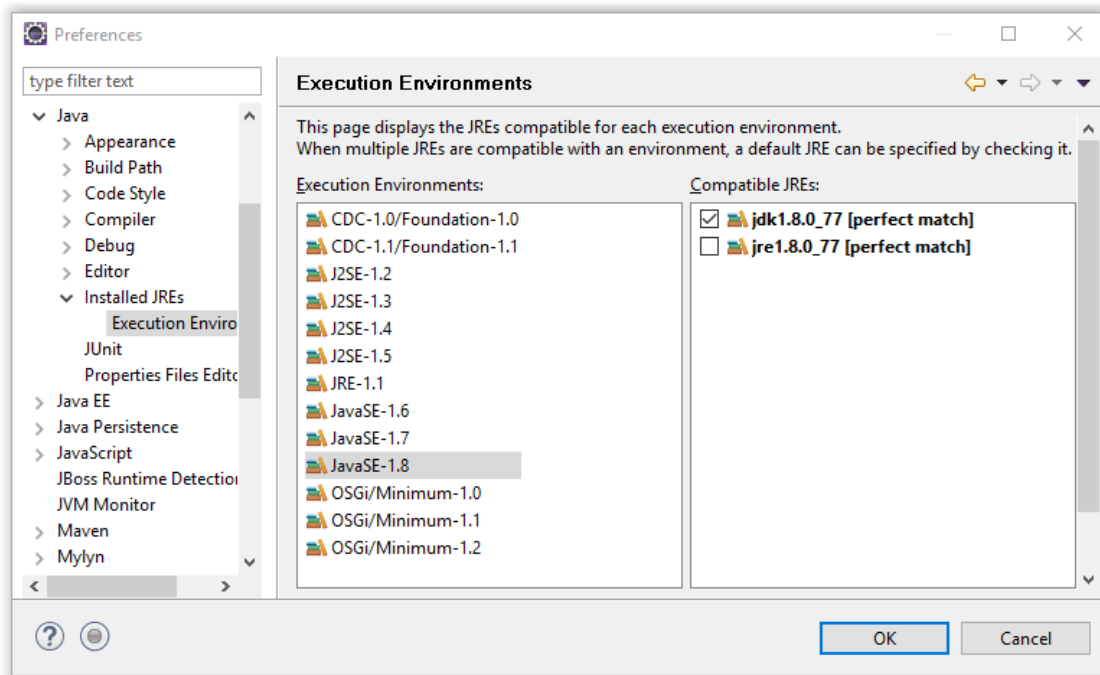 Preferences
type filter text
Java
Appearance
Build Path
Code Style
Compiler
Debug
Editor
Installed JREs
Execution Enviro
JUnit
Properties Files Edito
Java EE
Java Persistence
JavaScript
JBoss Runtime Detection
JVM Monitor
Maven
Mylyn
Execution Environments
This page displays the JREs compatible for each execution environment.
When multiple JREs are compatible with an environment, a default JRE can be specified by checking it.
Execution Environments:
CDC-1.0/Foundation-1.0
CDC-1.1/Foundation-1.1
J2SE-1.2
J2SE-1.3
J2SE-1.4
J2SE-1.5
JRE-1.1
JavaSE-1.6
JavaSE-1.7
JavaSE-1.8
OSGi/Minimum-1.0
OSGi/Minimum-1.1
OSGi/Minimum-1.2
Compatible JREs:
jdk1.8.0_77 [perfect match]
jre1.8.0_77 [perfect match]
?
OK
Cancel